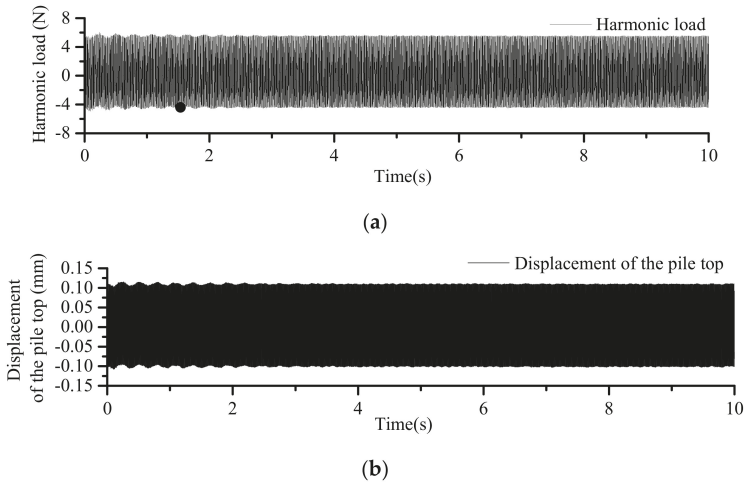 Harmonic load (N)
8
4
0
-4
-8
Harmonic load
0 2 4 6 8 10
Time(s)
(a)
Displacement
of the pile top (mm)
0.15
0.10
0.05
0.00
-0.05
-0.10
-0.15
Displacement of the pile top
0 2 4 6 8 10
Time(s)
(b)